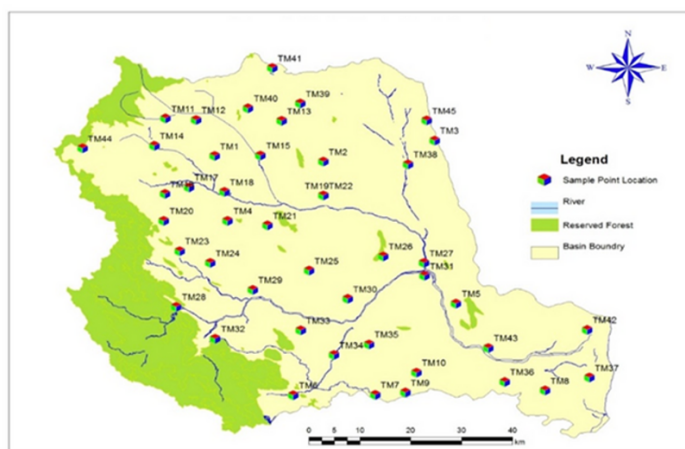 TM41
N
W E
S
TM39
TM40
TM11 TM12 TM13
TM45
TM3
TM44
TM14
TM1 TM15
TM2
TM38
Legend
Sample Point Location
TM17
TM18
TM19TM22
River
TM20
TM4
TM21
Reserved Forest
TM23
TM24
TM26
TM27
Basin Boundry
TM25
TM31
TM29
TM30
TM28
TM5
TM33
TM42
TM32
TM34
TM35
TM43
TM10
TM36
TM37
TM6
TM7
TM9
TM8
0 5 10 20 30 40
km